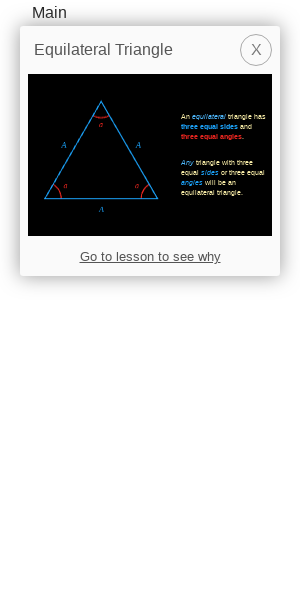 Main
Equilateral Triangle
X
An equilateral triangle has
three equal sides and
three equal angles.
Any triangle with three
equal sides or three equal
angles will be an
equilateral triangle.
a
A
A
a
a
A
Go to lesson to see why